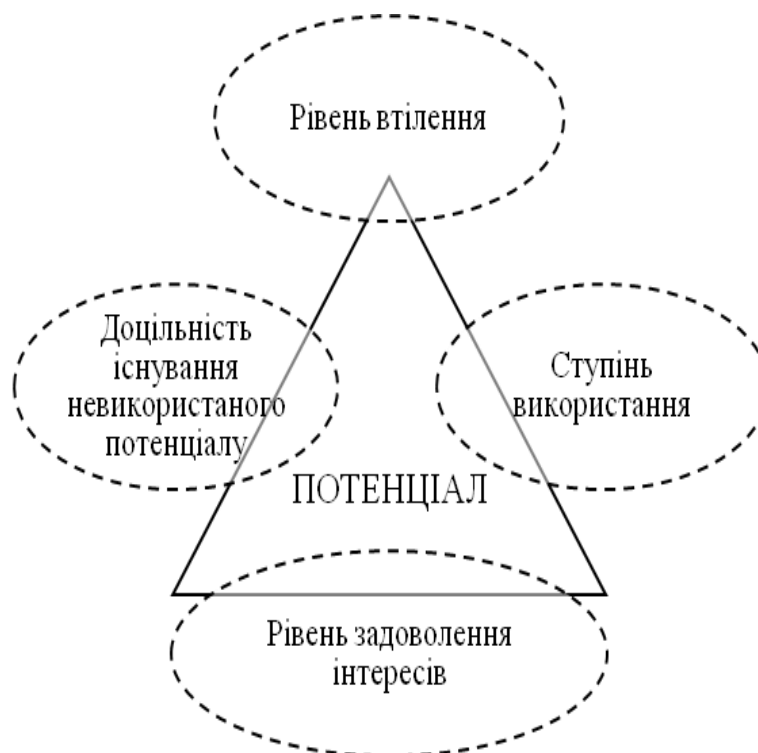 Рівень втілення
Доцільність
існування
невикористаного
потенціалу
Ступінь
використання
ПОТЕНЦІАЛ
Рівень задоволення
інтересів